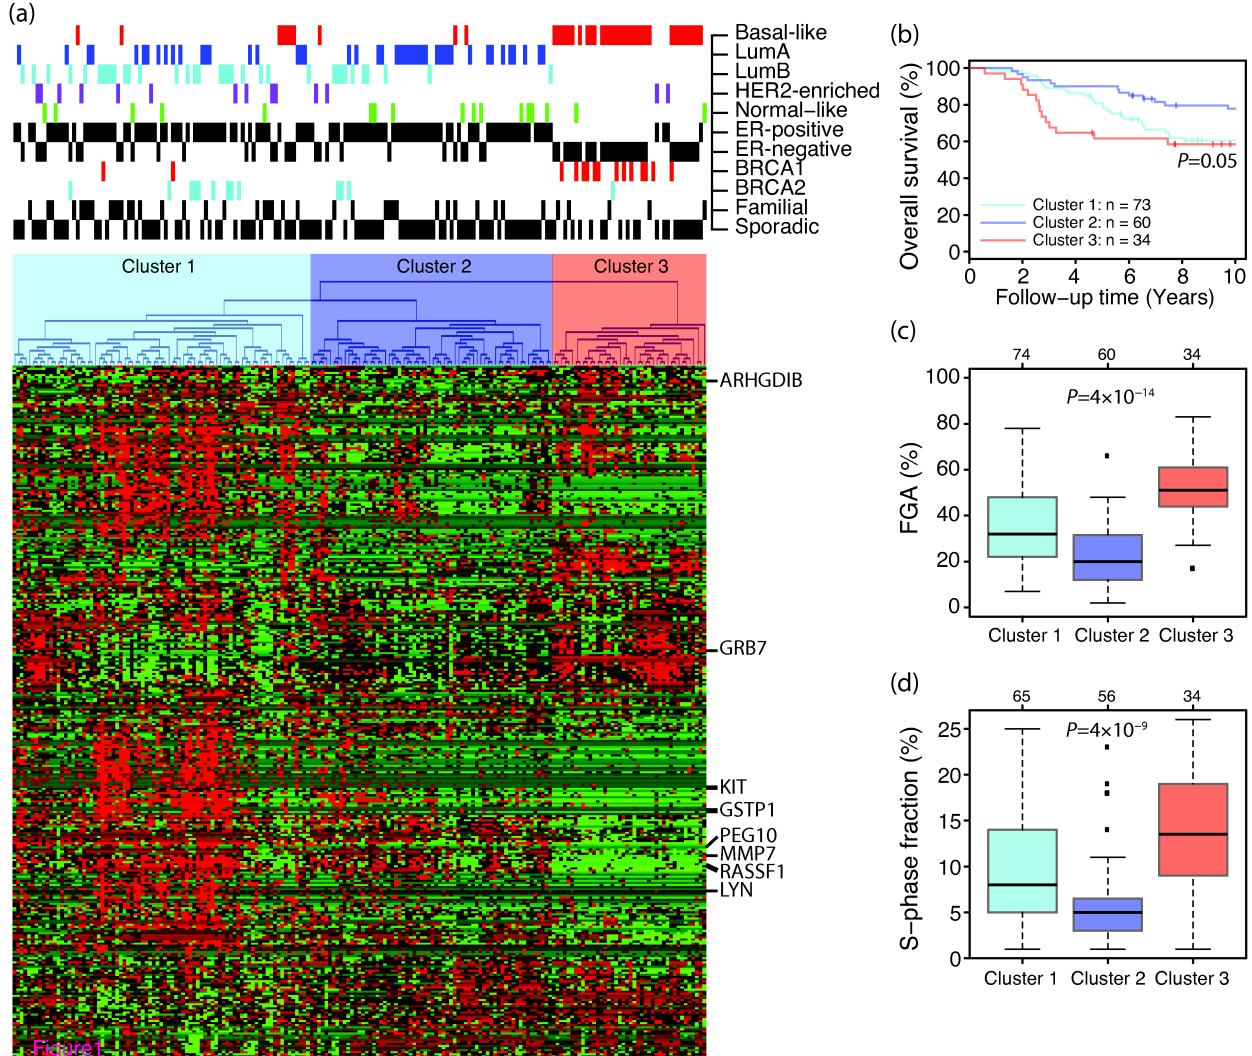 (a)
Basal-like
LumA
LumB
HER2-enriched
Normal-like
ER-positive
ER-negative
BRCA1
BRCA2
Familial
Sporadic
Cluster 1 Cluster 2 Cluster 3
ARHGDIB
GRB7
KIT
GSTP1
PEG10
MMP7
RASSF1
LYN
Figure1
(b)
Overall survival (%)
100
80
60
40
20
0
P=0.05
Cluster 1: n = 73
Cluster 2: n = 60
Cluster 3: n = 34
0 2 4 6 8 10
Follow-up time (Years)
(c)
74 60 34
P=4×10⁻¹⁴
FGA (%)
100
80
60
40
20
0
Cluster 1 Cluster 2 Cluster 3
(d)
65 56 34
P=4×10⁻⁹
S-phase fraction (%)
25
20
15
10
5
0
Cluster 1 Cluster 2 Cluster 3